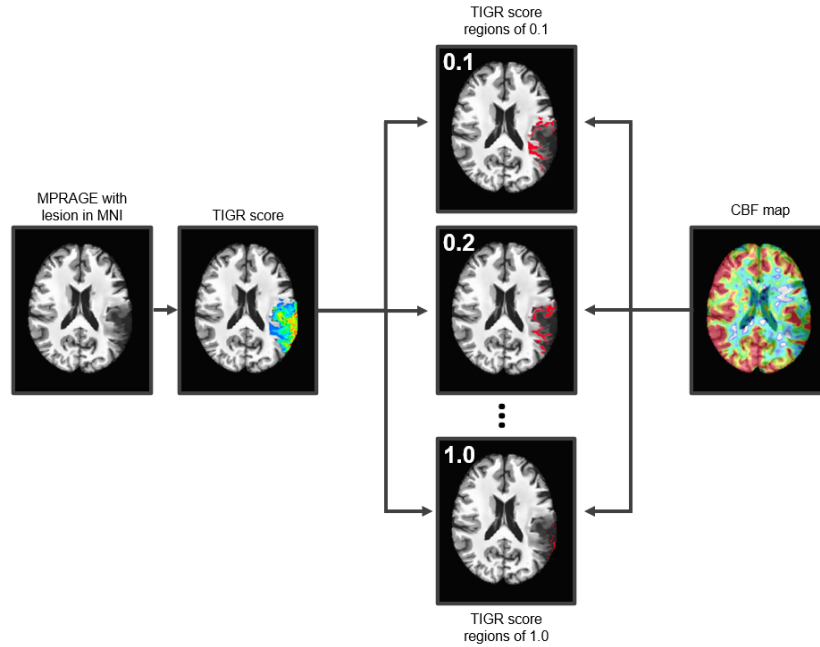 TIGR score
regions of 0.1
0.1
MPRAGE with
lesion in MNI
TIGR score
0.2
CBF map
1.0
TIGR score
regions of 1.0